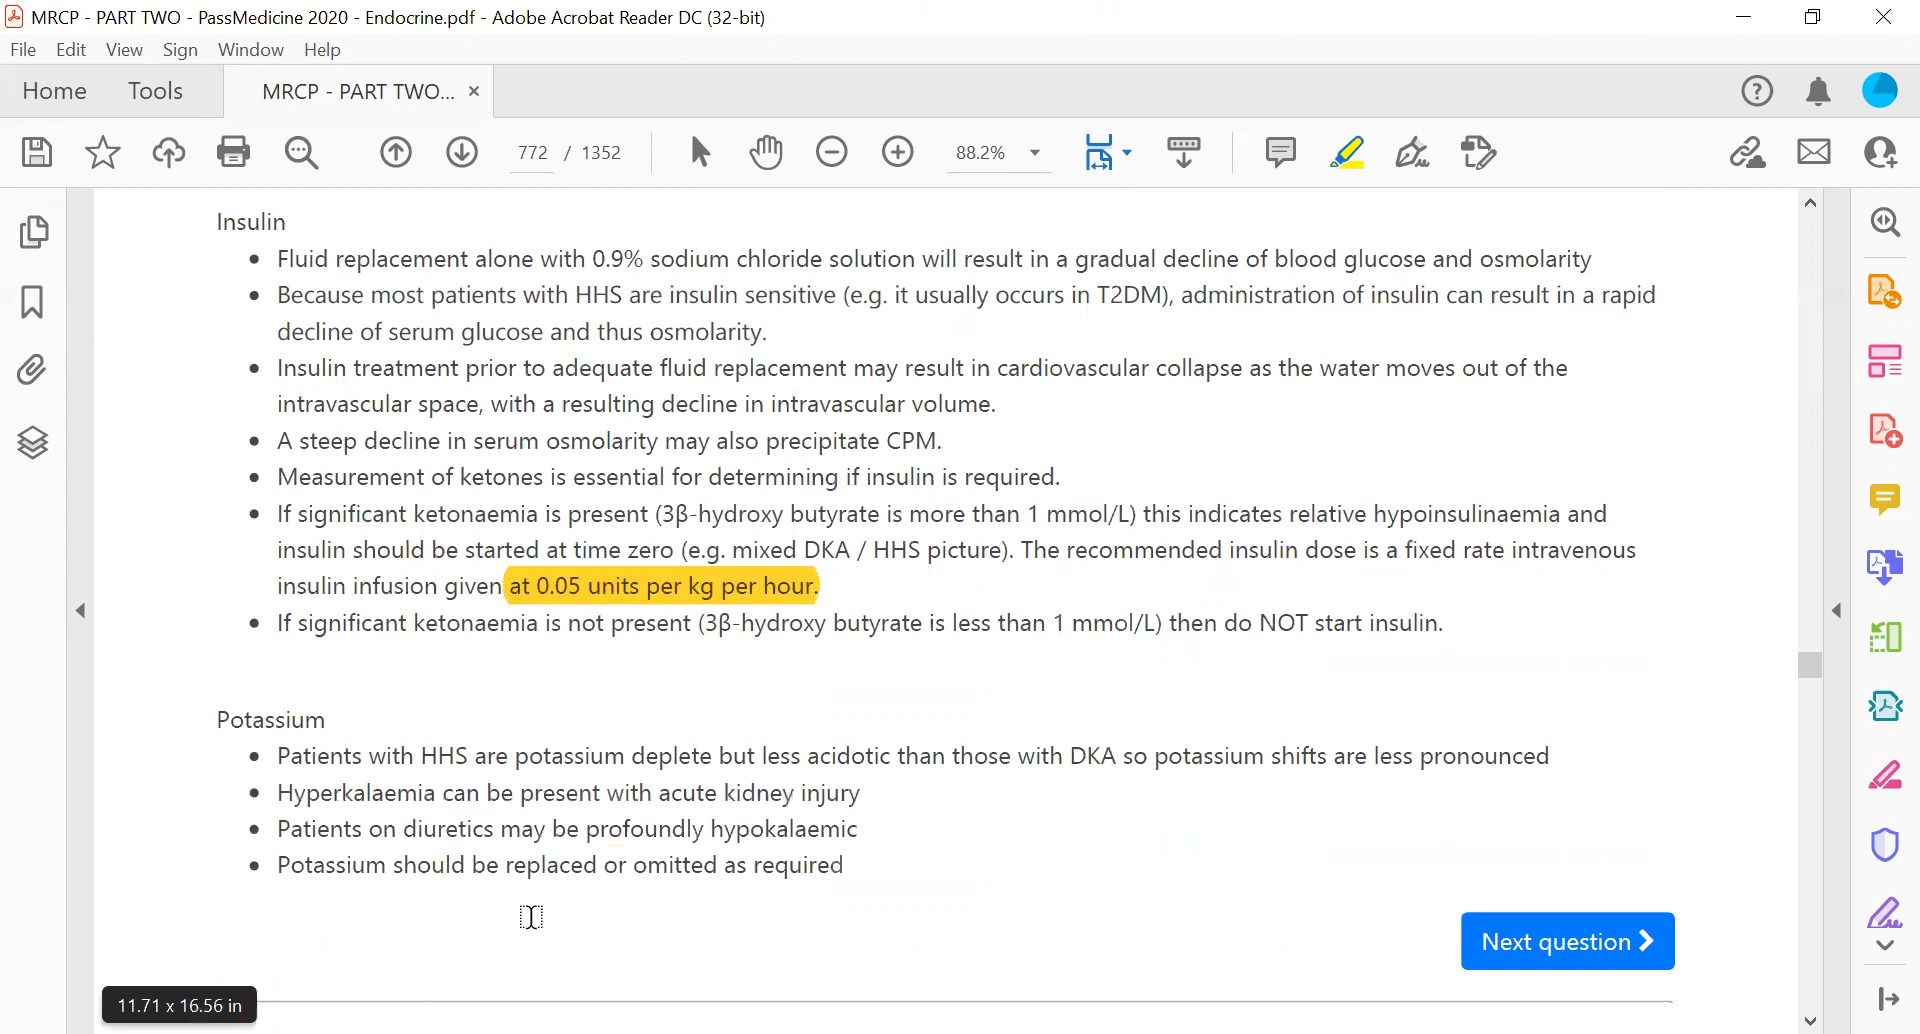 MRCP - PART TWO - PassMedicine 2020 - Endocrine.pdf - Adobe Acrobat Reader DC (32-bit)
File Edit View Sign Window Help
Home Tools MRCP - PART TWO... ×
772 / 1352 88.2%
Insulin
• Fluid replacement alone with 0.9% sodium chloride solution will result in a gradual decline of blood glucose and osmolarity
• Because most patients with HHS are insulin sensitive (e.g. it usually occurs in T2DM), administration of insulin can result in a rapid
decline of serum glucose and thus osmolarity.
• Insulin treatment prior to adequate fluid replacement may result in cardiovascular collapse as the water moves out of the
intravascular space, with a resulting decline in intravascular volume.
• A steep decline in serum osmolarity may also precipitate CPM.
• Measurement of ketones is essential for determining if insulin is required.
• If significant ketonaemia is present (3β-hydroxy butyrate is more than 1 mmol/L) this indicates relative hypoinsulinaemia and
insulin should be started at time zero (e.g. mixed DKA / HHS picture). The recommended insulin dose is a fixed rate intravenous
insulin infusion given at 0.05 units per kg per hour.
• If significant ketonaemia is not present (3β-hydroxy butyrate is less than 1 mmol/L) then do NOT start insulin.
Potassium
• Patients with HHS are potassium deplete but less acidotic than those with DKA so potassium shifts are less pronounced
• Hyperkalaemia can be present with acute kidney injury
• Patients on diuretics may be profoundly hypokalaemic
• Potassium should be replaced or omitted as required
Next question
11.71 x 16.56 in